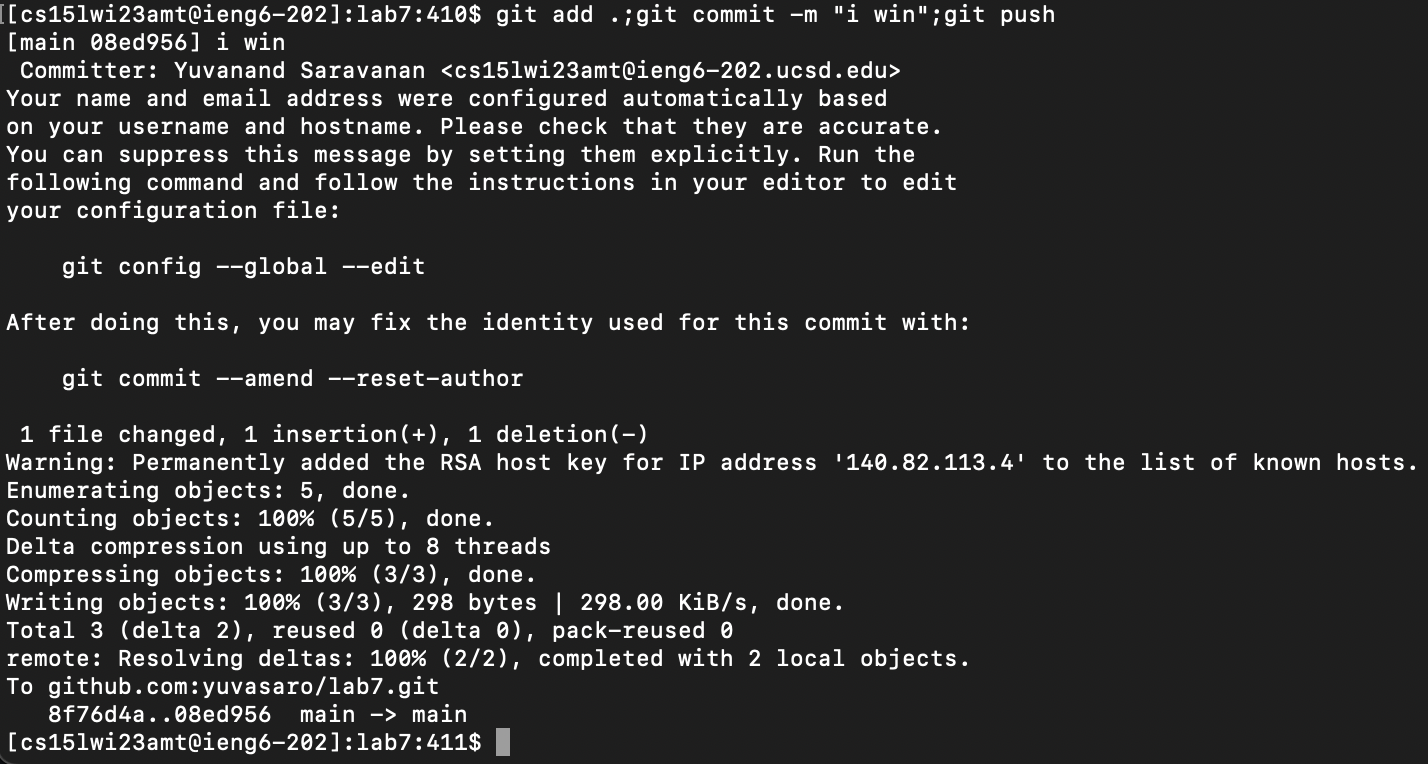 [[cs15lwi23amt@ieng6-202]:lab7:410$ git add .;git commit -m "i win";git push
[main 08ed956] i win
 Committer: Yuvanand Saravanan <cs15lwi23amt@ieng6-202.ucsd.edu>
Your name and email address were configured automatically based
on your username and hostname. Please check that they are accurate.
You can suppress this message by setting them explicitly. Run the
following command and follow the instructions in your editor to edit
your configuration file:

    git config --global --edit

After doing this, you may fix the identity used for this commit with:

    git commit --amend --reset-author

 1 file changed, 1 insertion(+), 1 deletion(-)
Warning: Permanently added the RSA host key for IP address '140.82.113.4' to the list of known hosts.
Enumerating objects: 5, done.
Counting objects: 100% (5/5), done.
Delta compression using up to 8 threads
Compressing objects: 100% (3/3), done.
Writing objects: 100% (3/3), 298 bytes | 298.00 KiB/s, done.
Total 3 (delta 2), reused 0 (delta 0), pack-reused 0
remote: Resolving deltas: 100% (2/2), completed with 2 local objects.
To github.com:yuvasaro/lab7.git
   8f76d4a..08ed956  main -> main
[cs15lwi23amt@ieng6-202]:lab7:411$